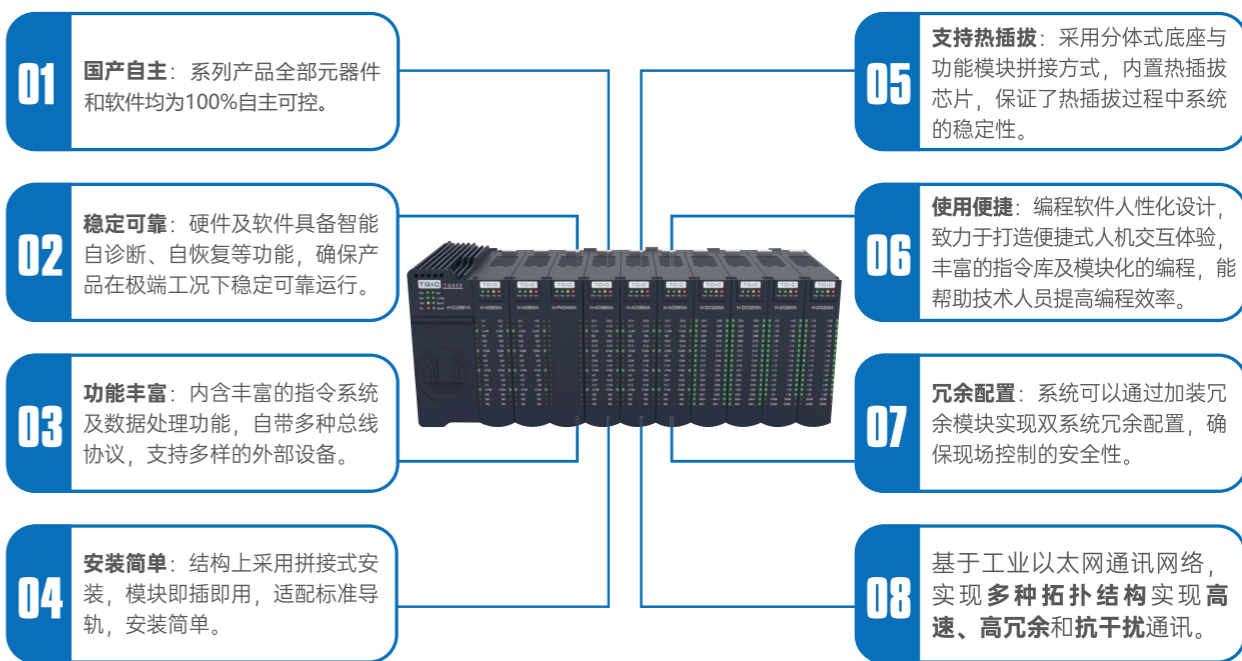 01
国产自主：系列产品全部元器件
和软件均为100%自主可控。
02
稳定可靠：硬件及软件具备智能
自诊断、自恢复等功能，确保产
品在极端工况下稳定可靠运行。
03
功能丰富：内含丰富的指令系统
及数据处理功能，自带多种总线
协议，支持多样的外部设备。
04
安装简单：结构上采用拼接式安
装，模块即插即用，适配标准导
轨，安装简单。
TGIC TGIC TGIC TGIC TGIC TGIC TGIC TGIC TGIC TGIC
05
支持热插拔：采用分体式底座与
功能模块拼接方式，内置热插拔
芯片，保证了热插拔过程中系统
的稳定性。
06
使用便捷：编程软件人性化设计，
致力于打造便捷式人机交互体验，
丰富的指令库及模块化的编程，能
帮助技术人员提高编程效率。
07
冗余配置：系统可以通过加装冗
余模块实现双系统冗余配置，确
保现场控制的安全性。
08
基于工业以太网通讯网络，
实现多种拓扑结构实现高
速、高冗余和抗干扰通讯。